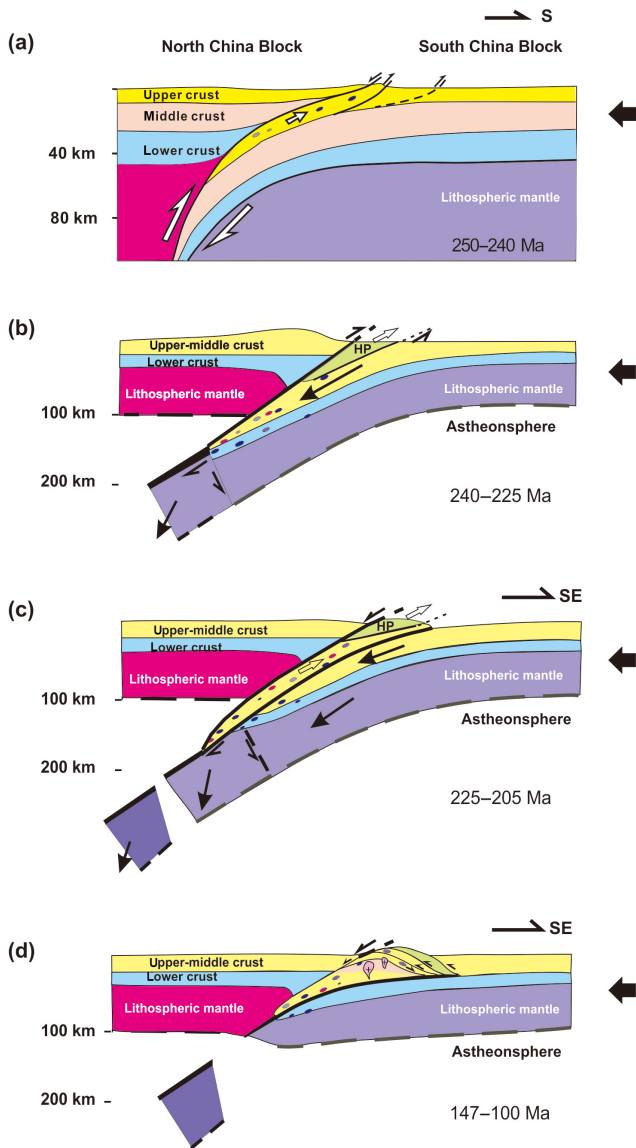 S
(a)
North China Block South China Block
Upper crust
Middle crust
Lower crust
40 km
80 km
Lithospheric mantle
250–240 Ma
(b)
Upper-middle crust
HP
Lower crust
Lithospheric mantle
Lithospheric mantle
100 km
Astheonsphere
200 km
240–225 Ma
(c)
SE
Upper-middle crust
HP
Lower crust
Lithospheric mantle
Lithospheric mantle
100 km
Astheonsphere
200 km
225–205 Ma
(d)
SE
Upper-middle crust
Lower crust
Lithospheric mantle
Lithospheric mantle
100 km
Astheonsphere
200 km
147–100 Ma